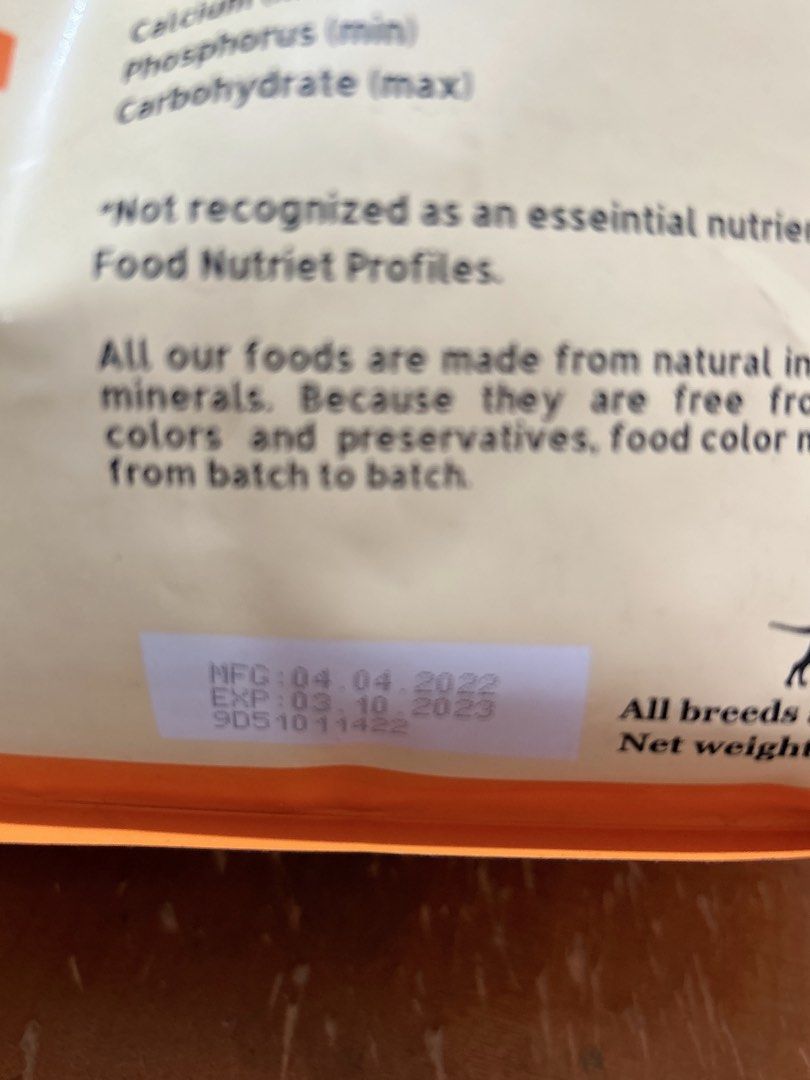 Calcium
Phosphorus (min)
Carbohydrate (max)
*Not recognized as an esseintial
Food Nutriet Profiles.
All our foods are made from natural
minerals. Because they are free
colors and preservatives, food color
from batch to batch.
MFG:04.04.2022
EXP:03.10.2023
9DS1011422
All breeds
Net weight